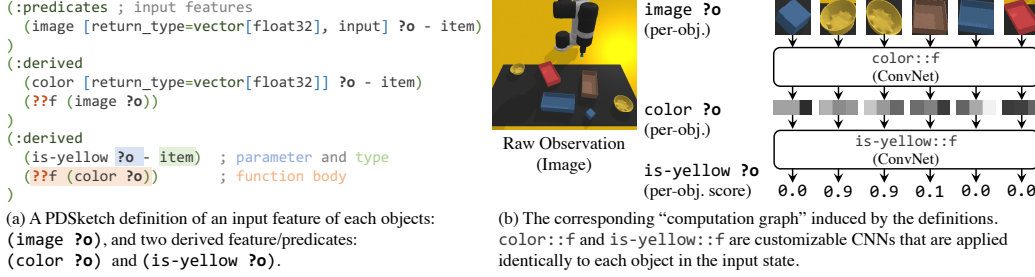 (:predicates ; input features
(image [return_type=vector[float32], input] ?o - item)
)
(:derived
(color [return_type=vector[float32]] ?o - item)
(??f (image ?o))
)
(:derived
(is-yellow ?o - item) ; parameter and type
(??f (color ?o)) ; function body
)
(a) A PDSketch definition of an input feature of each objects:
(image ?o), and two derived feature/predicates:
(color ?o) and (is-yellow ?o).
Raw Observation
(Image)
image ?o
(per-obj.)
color::f
(ConvNet)
color ?o
(per-obj.)
is-yellow::f
(ConvNet)
is-yellow ?o
(per-obj. score)
0.0 0.9 0.9 0.1 0.0 0.0
(b) The corresponding “computation graph” induced by the definitions.
color::f and is-yellow::f are customizable CNNs that are applied
identically to each object in the input state.